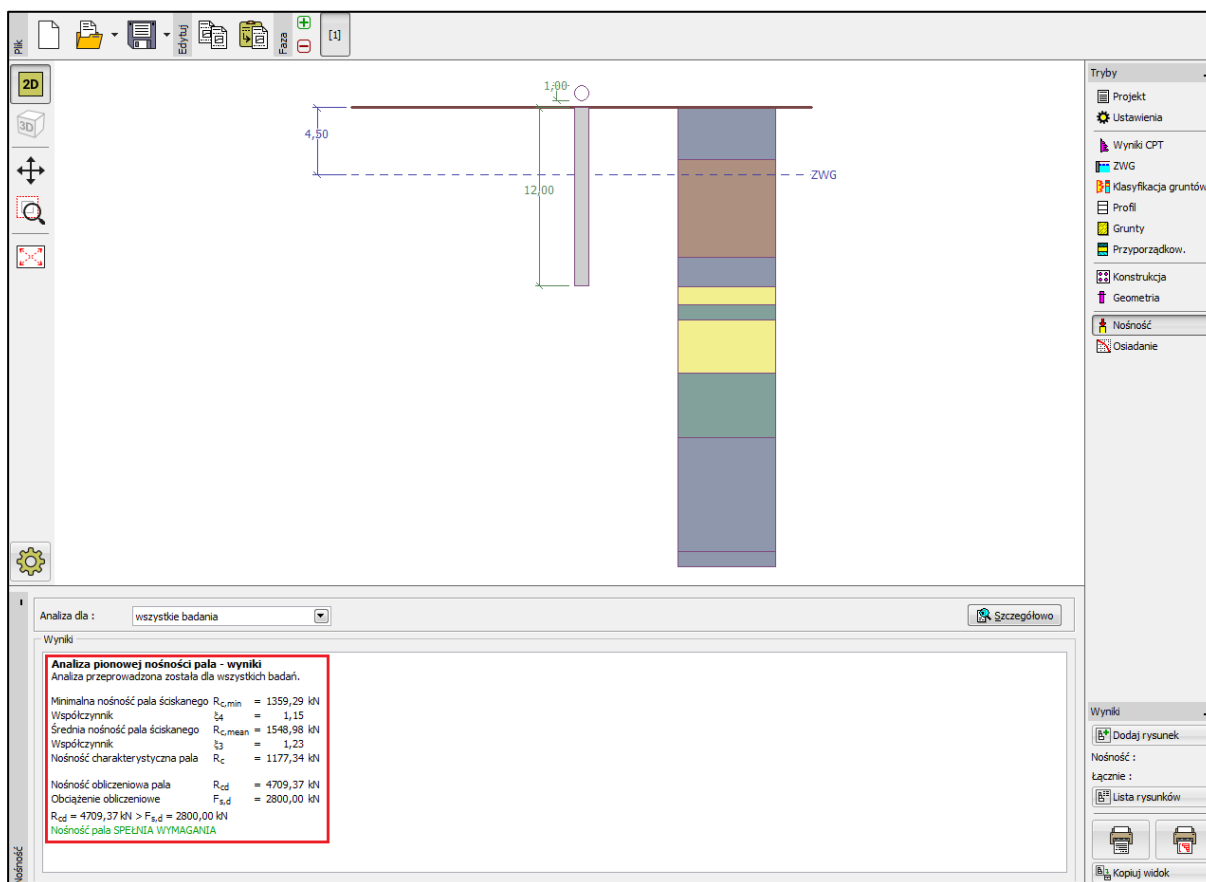 Plik
Edytuj
Faza
[1]
2D
3D
1,00
4,50
12,00
ZWG
Tryby
Projekt
Ustawienia
Wyniki CPT
ZWG
Klasyfikacja gruntów
Profil
Grunty
Przyporządkow.
Konstrukcja
Geometria
Nośność
Osiadanie
Nośność
Analiza dla :
wszystkie badania
Szczegółowo
Wyniki
Analiza pionowej nośności pala - wyniki
Analiza przeprowadzona została dla wszystkich badań.
Minimalna nośność pala ściskanego Rc,min = 1359,29 kN
Współczynnik ξ4 = 1,15
Średnia nośność pala ściskanego Rc,mean = 1548,98 kN
Współczynnik ξ3 = 1,23
Nośność charakterystyczna pala Rc = 1177,34 kN
Nośność obliczeniowa pala Rcd = 4709,37 kN
Obciążenie obliczeniowe Fs,d = 2800,00 kN
Rcd = 4709,37 kN > Fs,d = 2800,00 kN
Nośność pala SPEŁNIA WYMAGANIA
Wyniki
Dodaj rysunek
Nośność :
Łącznie :
Lista rysunków
Kopiuj widok